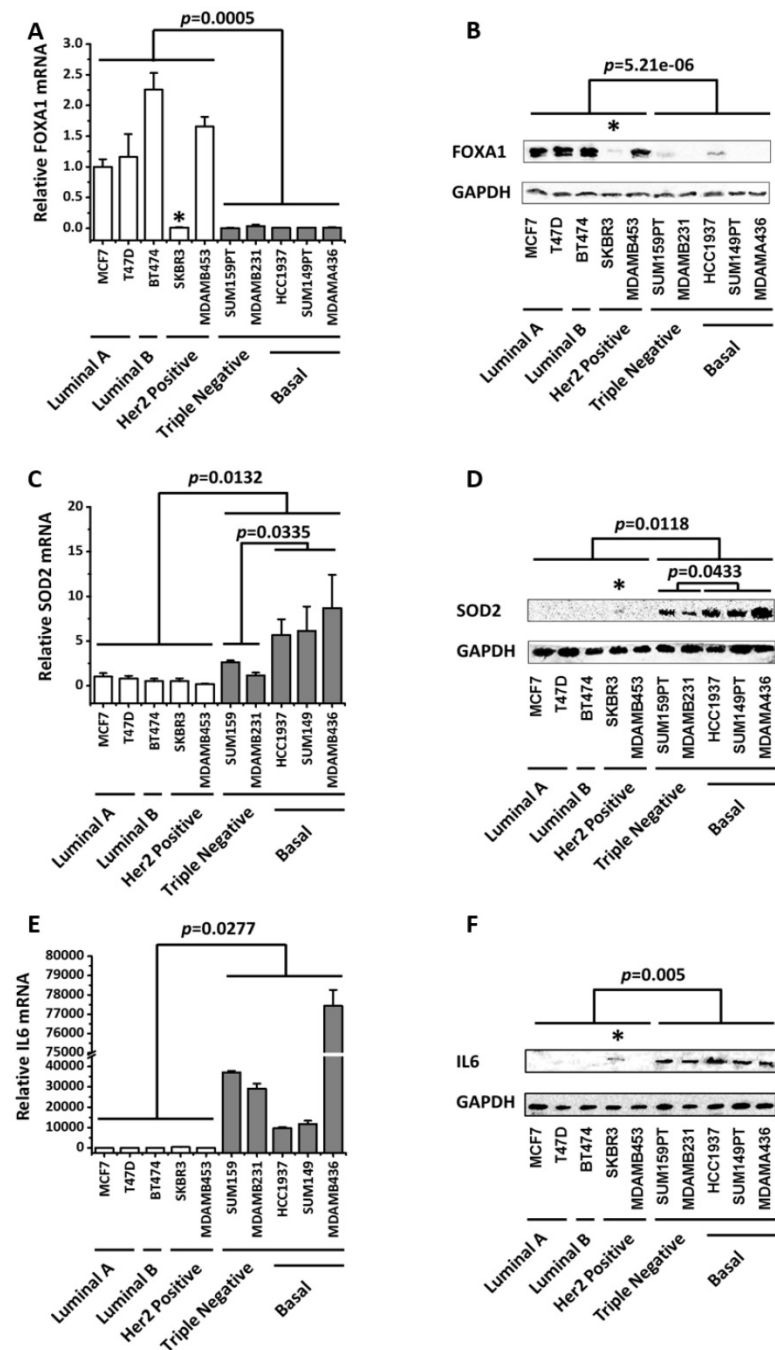 A
p=0.0005
Relative FOXA1 mRNA
3.0
2.5
2.0
1.5
1.0
0.5
0.0
*
MCF7
T47D
BT474
SKBR3
MDAMB453
SUM159PT
MDAMB231
HCC1937
SUM149PT
MDAMA436
Luminal A
Luminal B
Her2 Positive
Triple Negative
Basal
B
p=5.21e-06
*
FOXA1
GAPDH
MCF7
T47D
BT474
SKBR3
MDAMB453
SUM159PT
MDAMB231
HCC1937
SUM149PT
MDAMA436
Luminal A
Luminal B
Her2 Positive
Triple Negative
Basal
C
p=0.0132
p=0.0335
Relative SOD2 mRNA
20
15
10
5
0
MCF7
T47D
BT474
SKBR3
MDAMB453
SUM159
MDAMB231
HCC1937
SUM149
MDAMB436
Luminal A
Luminal B
Her2 Positive
Triple Negative
Basal
D
p=0.0118
p=0.0433
*
SOD2
GAPDH
MCF7
T47D
BT474
SKBR3
MDAMB453
SUM159PT
MDAMB231
HCC1937
SUM149PT
MDAMA436
Luminal A
Luminal B
Her2 Positive
Triple Negative
Basal
E
p=0.0277
Relative IL6 mRNA
80000
79000
78000
77000
76000
75000
40000
30000
20000
10000
0
MCF7
T47D
BT474
SKBR3
MDAMB453
SUM159
MDAMB231
HCC1937
SUM149
MDAMB436
Luminal A
Luminal B
Her2 Positive
Triple Negative
Basal
F
p=0.005
*
IL6
GAPDH
MCF7
T47D
BT474
SKBR3
MDAMB453
SUM159PT
MDAMB231
HCC1937
SUM149PT
MDAMA436
Luminal A
Luminal B
Her2 Positive
Triple Negative
Basal